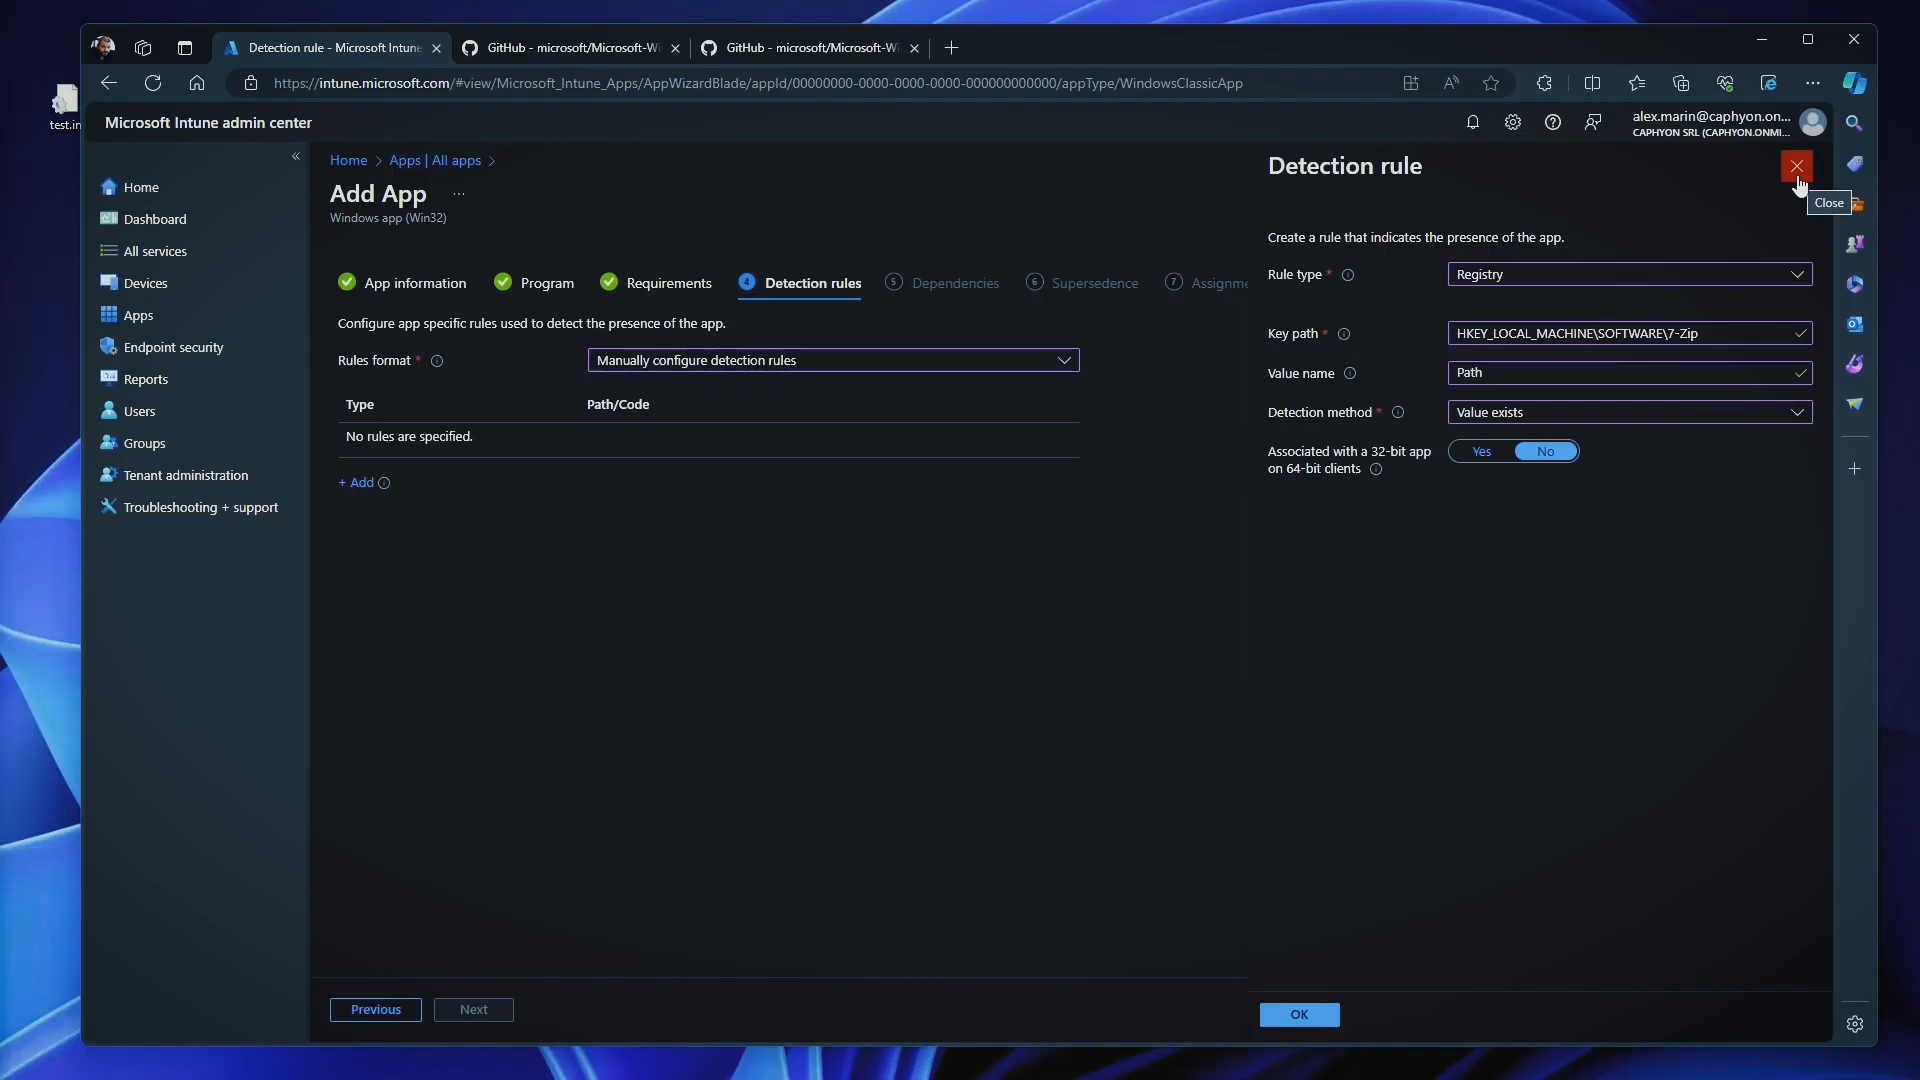 Detection rule - Microsoft Intune
GitHub - microsoft/Microsoft-Wi
GitHub - microsoft/Microsoft-Wi
https://intune.microsoft.com/#view/Microsoft_Intune_Apps/AppWizardBlade/appId/00000000-0000-0000-0000-000000000000/appType/WindowsClassicApp
test.in
Microsoft Intune admin center
alex.marin@caphyon.on...
CAPHYON SRL (CAPHYON.ONMI...
Home
Dashboard
All services
Devices
Apps
Endpoint security
Reports
Users
Groups
Tenant administration
Troubleshooting + support
Home > Apps | All apps >
Add App ...
Windows app (Win32)
App information
Program
Requirements
4 Detection rules
5 Dependencies
6 Supersedence
7 Assignme
Configure app specific rules used to detect the presence of the app.
Rules format *
Manually configure detection rules
Type Path/Code
No rules are specified.
+ Add
Previous
Next
Detection rule
Close
Create a rule that indicates the presence of the app.
Rule type *
Registry
Key path *
HKEY_LOCAL_MACHINE\SOFTWARE\7-Zip
Value name
Path
Detection method *
Value exists
Associated with a 32-bit app
on 64-bit clients
Yes No
OK